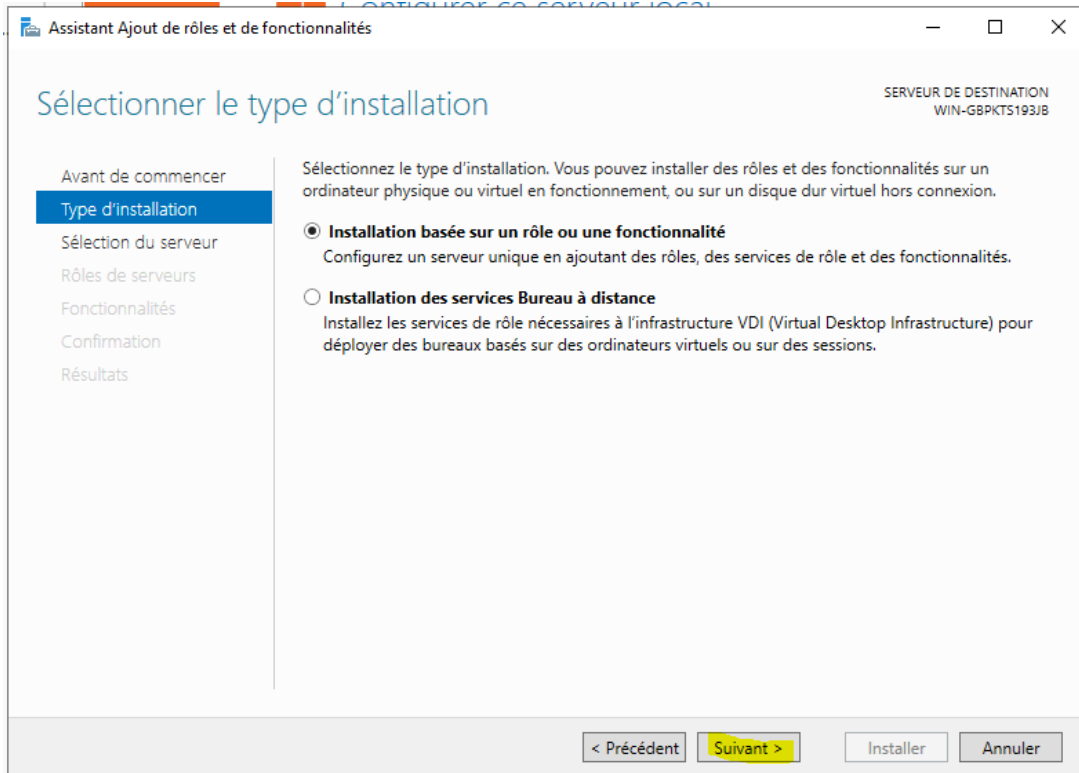 Configurer ce serveur local
Assistant Ajout de rôles et de fonctionnalités
Sélectionner le type d’installation
SERVEUR DE DESTINATION
WIN-GBPKTS193JB
Avant de commencer
Type d’installation
Sélection du serveur
Rôles de serveurs
Fonctionnalités
Confirmation
Résultats
Sélectionnez le type d’installation. Vous pouvez installer des rôles et des fonctionnalités sur un
ordinateur physique ou virtuel en fonctionnement, ou sur un disque dur virtuel hors connexion.
Installation basée sur un rôle ou une fonctionnalité
Configurez un serveur unique en ajoutant des rôles, des services de rôle et des fonctionnalités.
Installation des services Bureau à distance
Installez les services de rôle nécessaires à l’infrastructure VDI (Virtual Desktop Infrastructure) pour
déployer des bureaux basés sur des ordinateurs virtuels ou sur des sessions.
< Précédent
Suivant >
Installer
Annuler